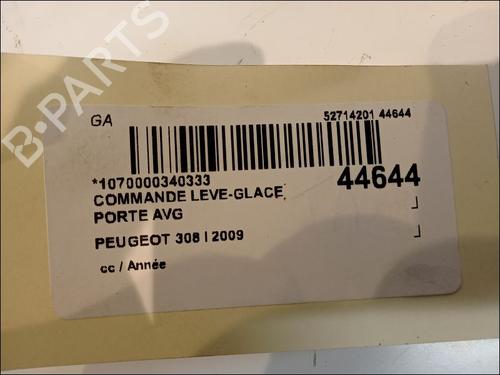 B-PARTS
GA
52714201 44644
*1070000340333
44644
COMMANDE LEVE-GLACE
PORTE AVG
PEUGEOT 308 I 2009
cc / Année